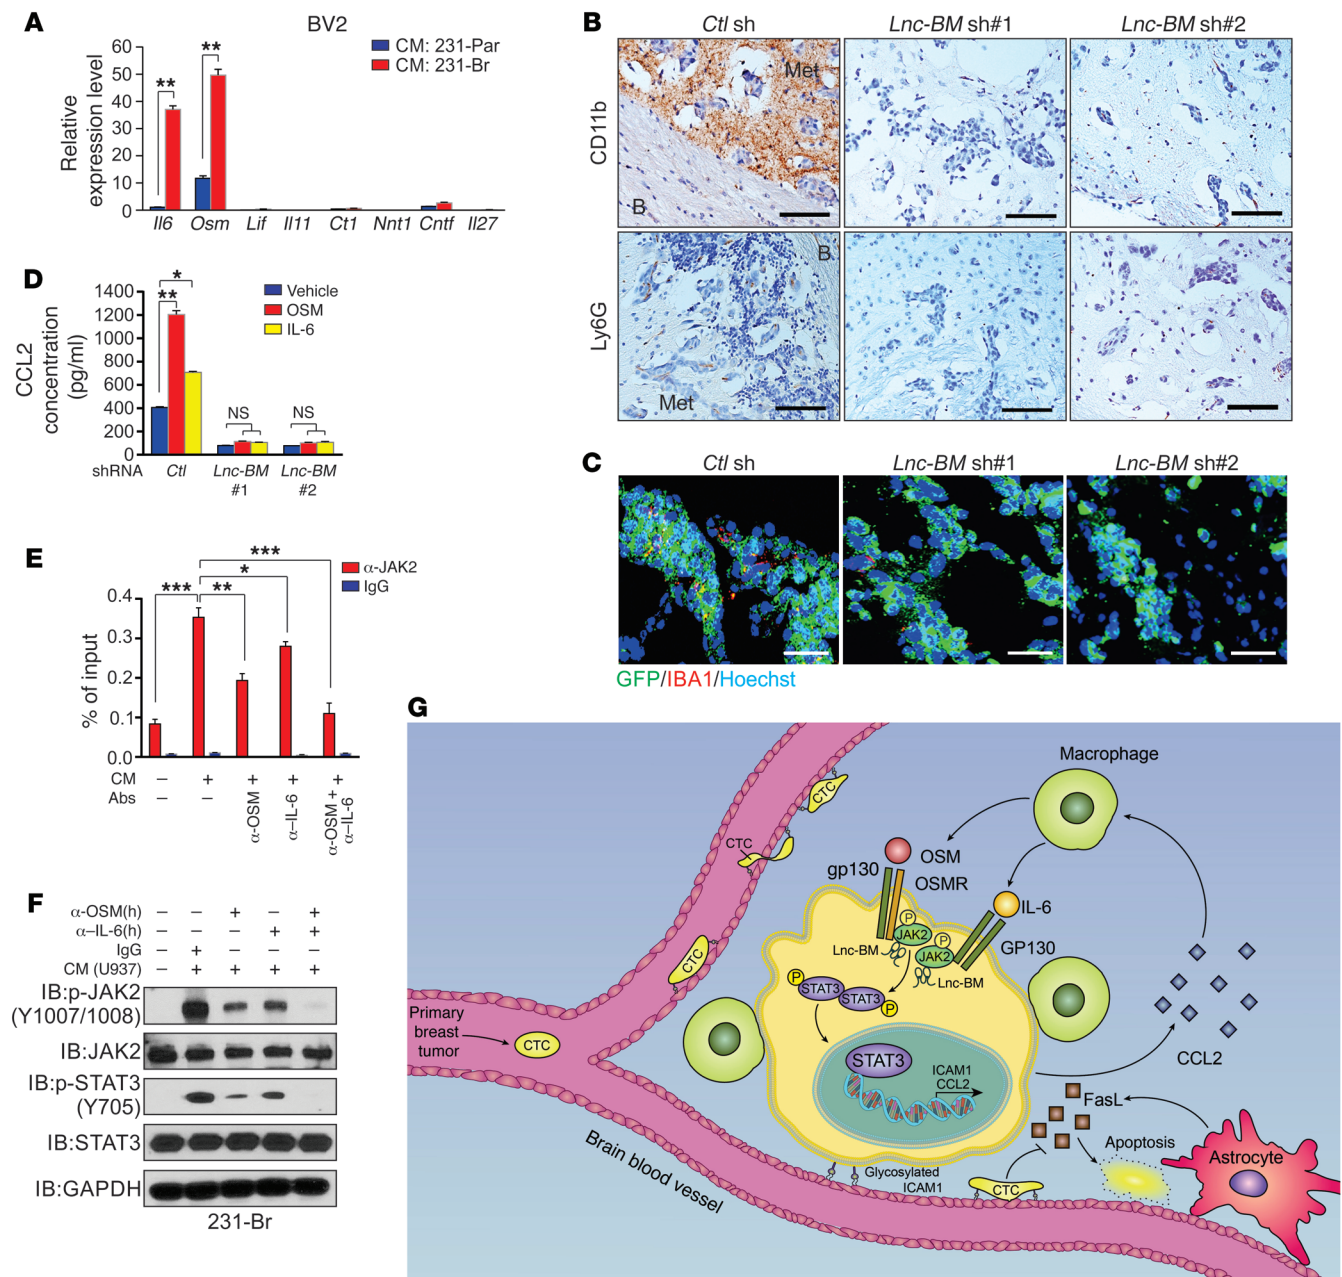 A
BV2
CM: 231-Par
CM: 231-Br
Relative
expression level
60
50
40
30
20
10
0
**
**
Il6 Osm Lif Il11 Ct1 Nnt1 Cntf Il27
B
Ctl sh Lnc-BM sh#1 Lnc-BM sh#2
CD11b
Met
B
Ly6G
B
Met
C
Ctl sh Lnc-BM sh#1 Lnc-BM sh#2
GFP/IBA1/Hoechst
D
Vehicle
OSM
IL-6
CCL2
concentration
(pg/ml)
1400
1200
1000
800
600
400
200
0
*
**
NS NS
shRNA Ctl Lnc-BM Lnc-BM
#1 #2
E
α-JAK2
IgG
% of input
0.4
0.3
0.2
0.1
0.0
***
*
*** **
CM – + + + +
Abs – – α-OSM α–IL-6 α-OSM +
α–IL-6
F
α-OSM(h) – – + – +
α–IL-6(h) – – – + +
IgG – + – – –
CM (U937) – + + + +
IB:p-JAK2
(Y1007/1008)
IB:JAK2
IB:p-STAT3
(Y705)
IB:STAT3
IB:GAPDH
231-Br
G
Macrophage
CTC
CTC
CTC
gp130
OSM
OSMR
IL-6
GP130
P
JAK2
P
JAK2
Lnc-BM
Lnc-BM
P
STAT3
STAT3
P
STAT3
ICAM1
CCL2
CCL2
Primary
breast
tumor
CTC
FasL
Apoptosis
Astrocyte
Glycosylated
ICAM1
CTC
Brain blood vessel